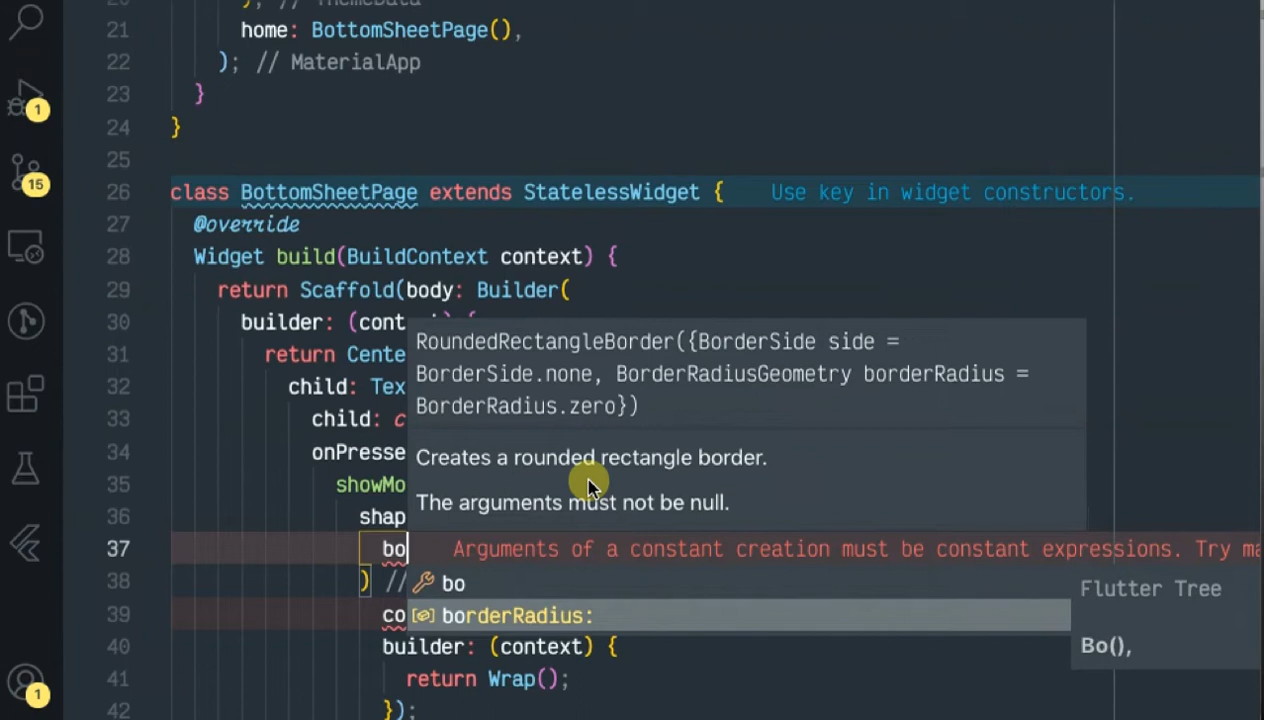 20 ); // ThemeData
21 home: BottomSheetPage(),
22 ); // MaterialApp
23 }
24 }
25
26 class BottomSheetPage extends StatelessWidget { Use key in widget constructors.
27 @override
28 Widget build(BuildContext context) {
29 return Scaffold(body: Builder(
30 builder: (cont
31 return Cente
32 child: Tex
33 child: c
34 onPresse
35 showMo
36 shap
37 bo Arguments of a constant creation must be constant expressions. Try ma
38 ) //
39 co
40 builder: (context) {
41 return Wrap();
42 });
RoundedRectangleBorder({BorderSide side =
BorderSide.none, BorderRadiusGeometry borderRadius =
BorderRadius.zero})
Creates a rounded rectangle border.
The arguments must not be null.
bo
borderRadius:
Flutter Tree
Bo(),
1
15
1